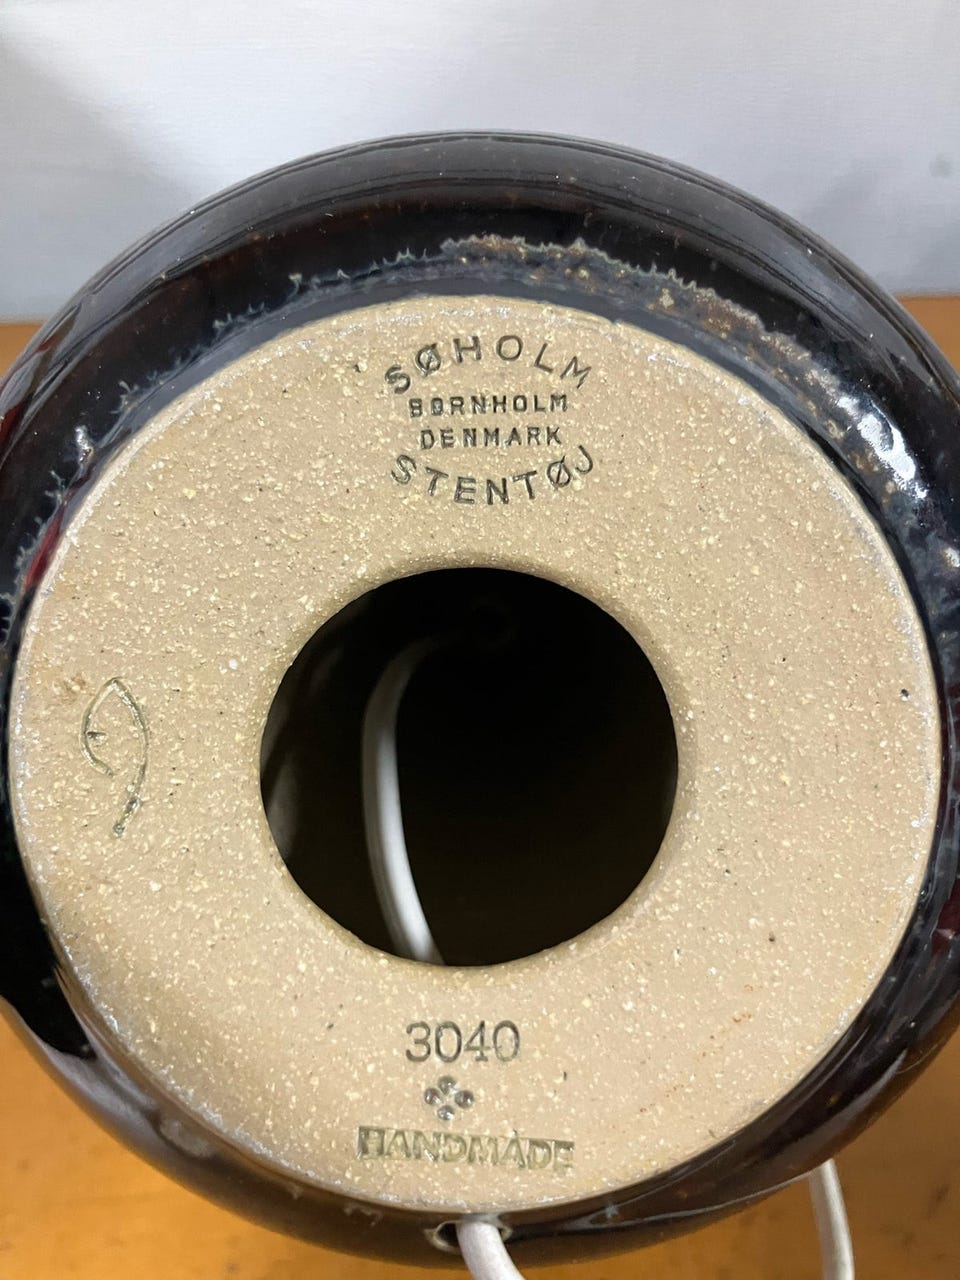 SØHOLM
BORNHOLM
DENMARK
STENTØJ
3040
HANDMADE